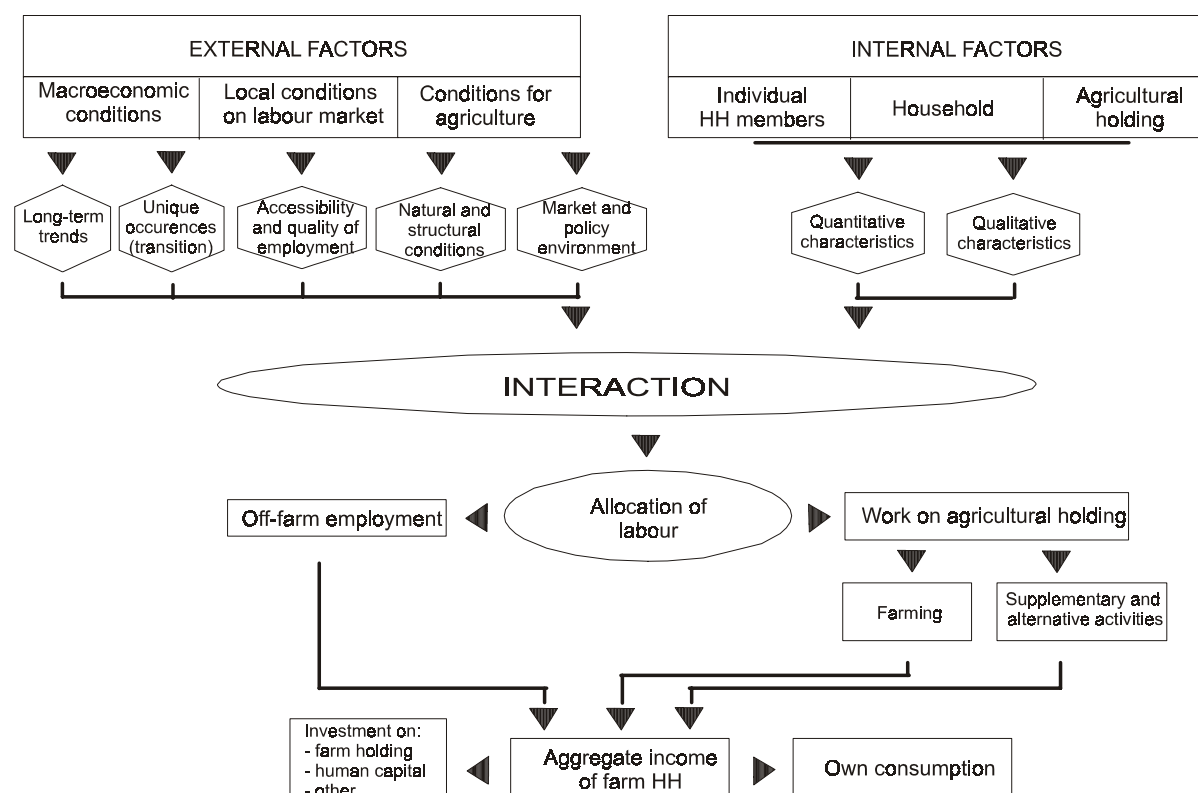 EXTERNAL FACTORS
Macroeconomic
conditions
Local conditions
on labour market
Conditions for
agriculture
INTERNAL FACTORS
Individual
HH members
Household
Agricultural
holding
Long-term
trends
Unique
occurences
(transition)
Accessibility
and quality of
employment
Natural and
structural
conditions
Market and
policy
environment
Quantitative
characteristics
Qualitative
characteristics
INTERACTION
Allocation of
labour
Off-farm employment
Work on agricultural holding
Farming
Supplementary and
alternative activities
Investment on:
- farm holding
- human capital
- other
Aggregate income
of farm HH
Own consumption